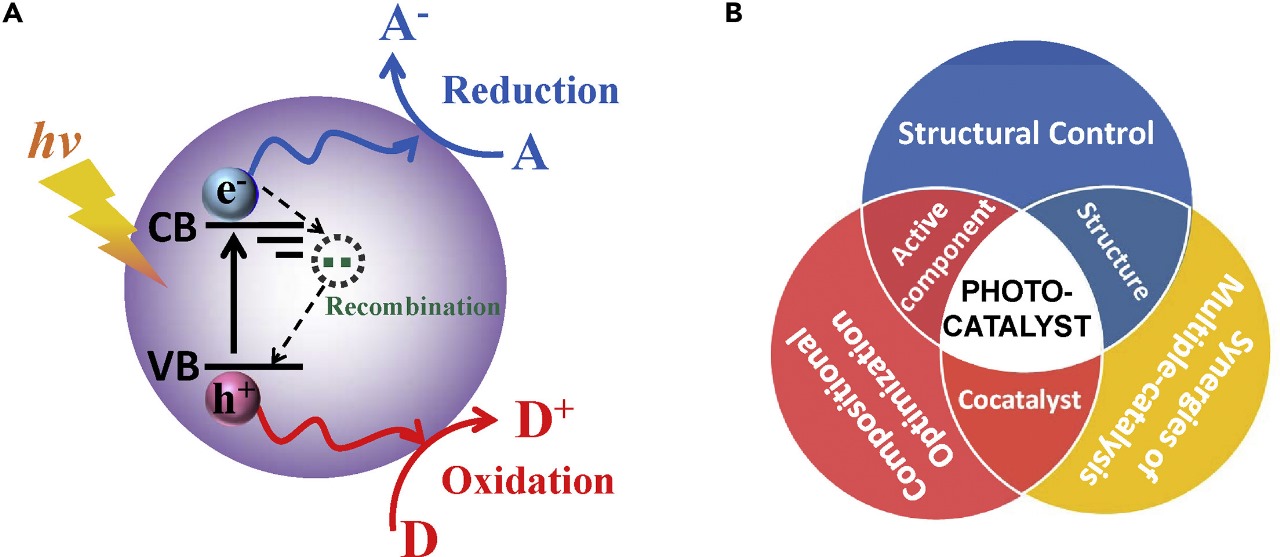 A
A-
Reduction
A
hν
e-
CB
Recombination
VB
h+
D+
Oxidation
D
B
Structural Control
Active
component
Structure
PHOTO-
CATALYST
Compositional
Optimization
Cocatalyst
Synergies of
Multiple-catalysis